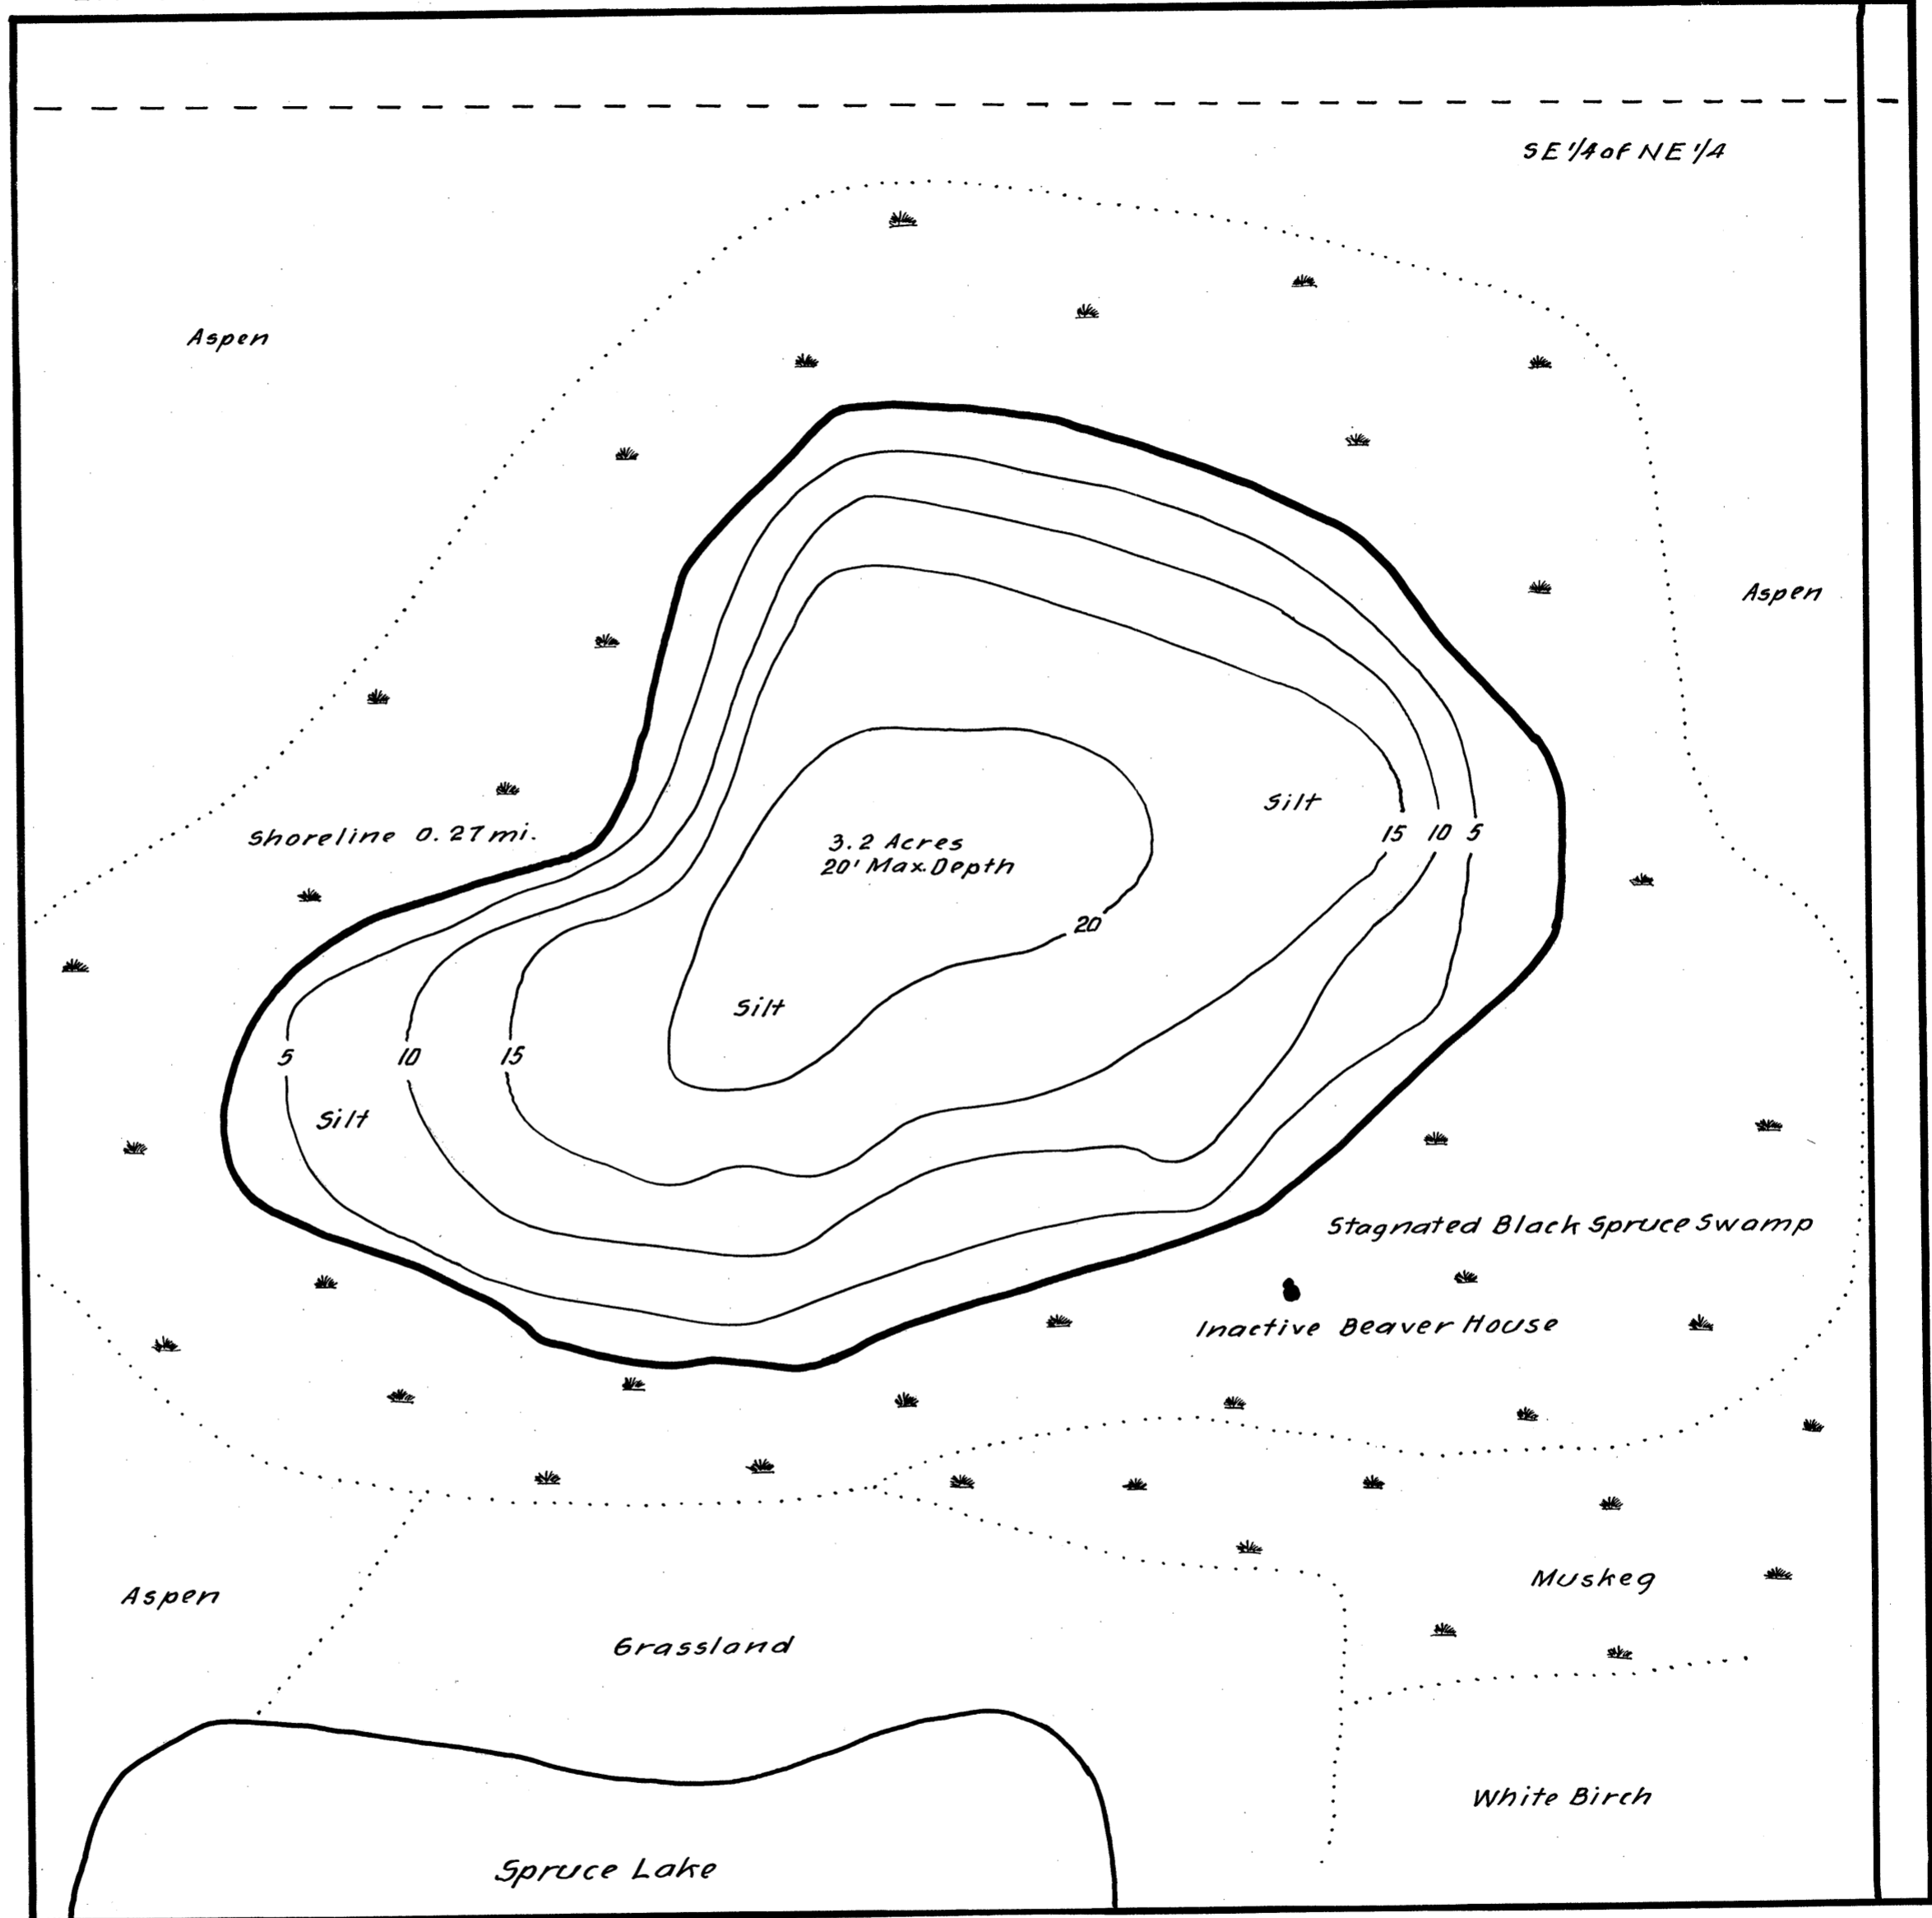 SE 1/4 of NE 1/4
Aspen
Aspen
Silt
Shoreline 0.27 mi.
3.2 Acres
20' Max. Depth
15 10 5
20
Silt
5 10 15
Silt
Stagnated Black Spruce Swamp
Inactive Beaver House
Muskeg
Aspen
Grassland
White Birch
Spruce Lake